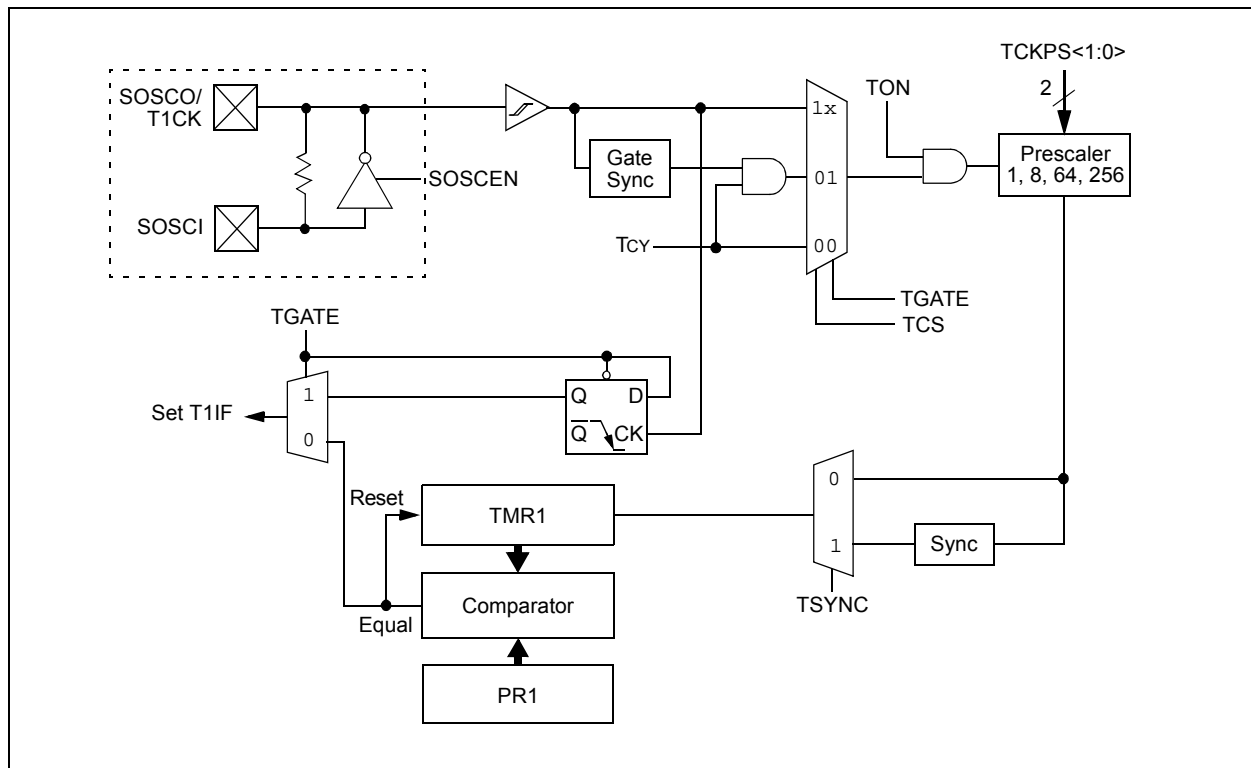 TCKPS<1:0>
2
SOSCO/
T1CK
TON
1x
Gate
Sync
Prescaler
1, 8, 64, 256
SOSCEN
01
SOSCI
TCY
00
TGATE
TCS
TGATE
1
Q
D
Set T1IF
0
Q
CK
Reset
TMR1
0
1
Sync
Comparator
TSYNC
Equal
PR1